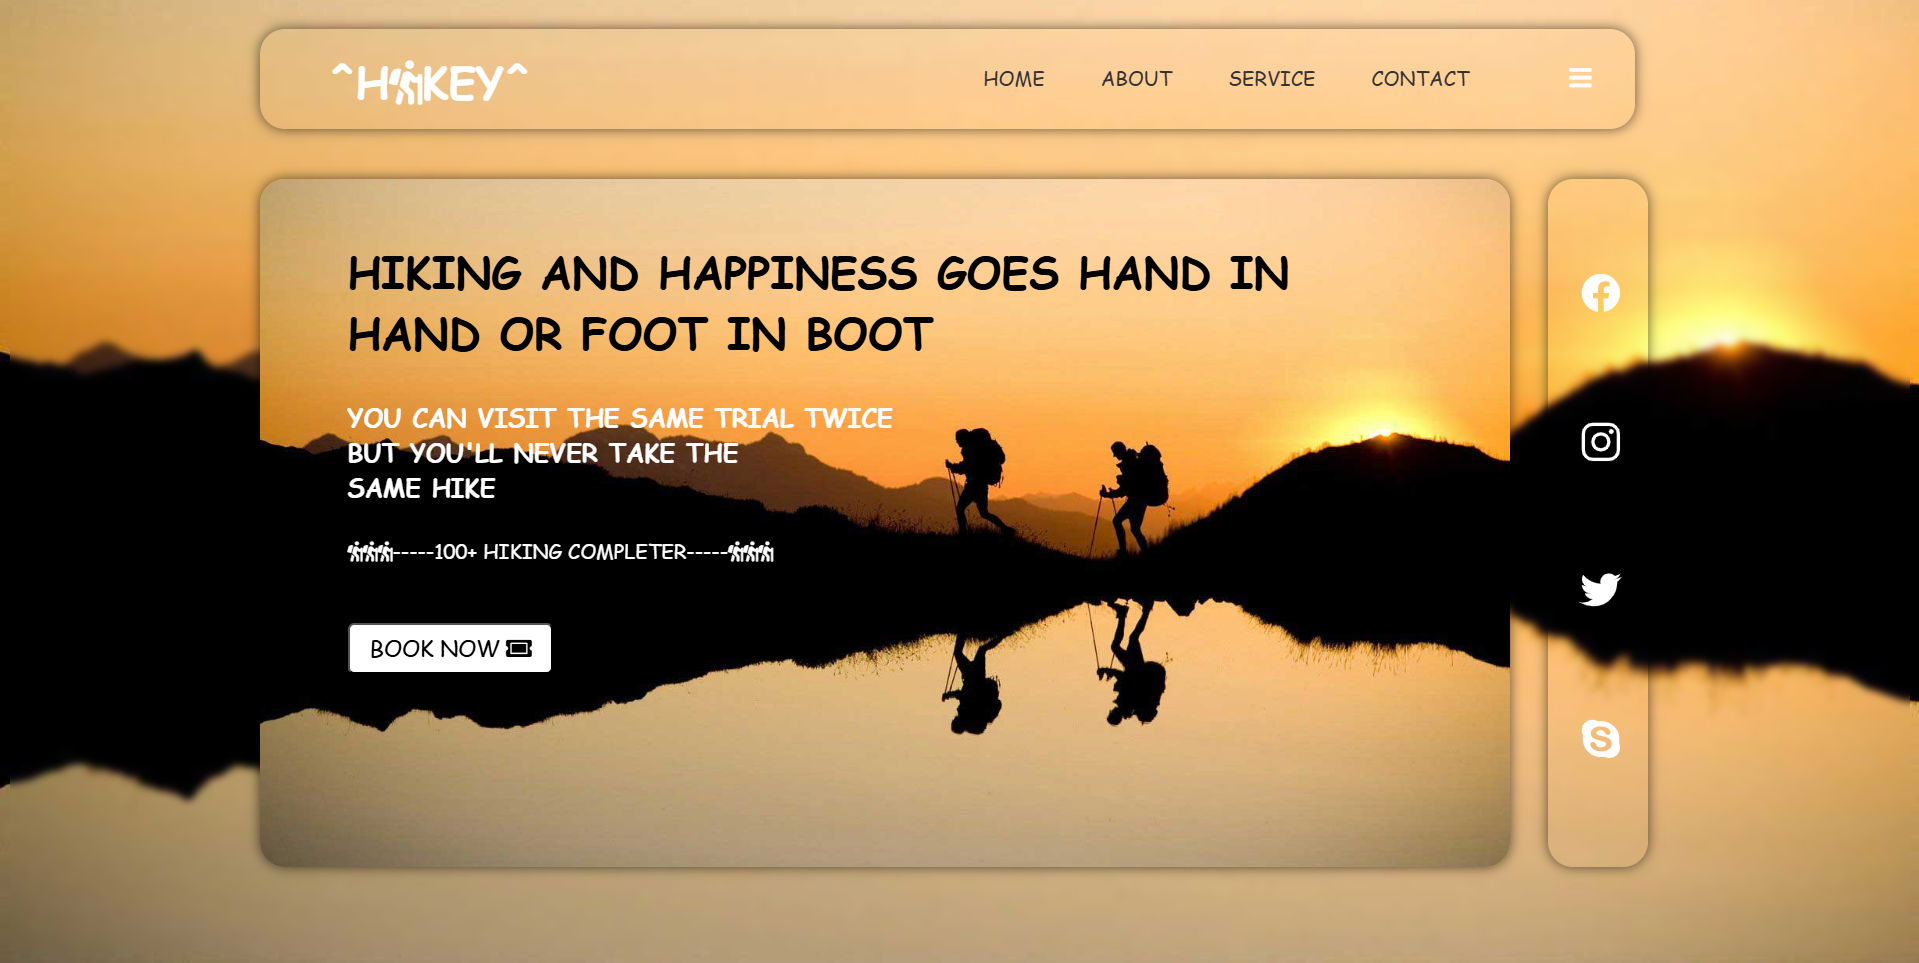 ^HIKEY^
HOME ABOUT SERVICE CONTACT
HIKING AND HAPPINESS GOES HAND IN
HAND OR FOOT IN BOOT
YOU CAN VISIT THE SAME TRIAL TWICE
BUT YOU'LL NEVER TAKE THE
SAME HIKE
-----100+ HIKING COMPLETER-----
BOOK NOW